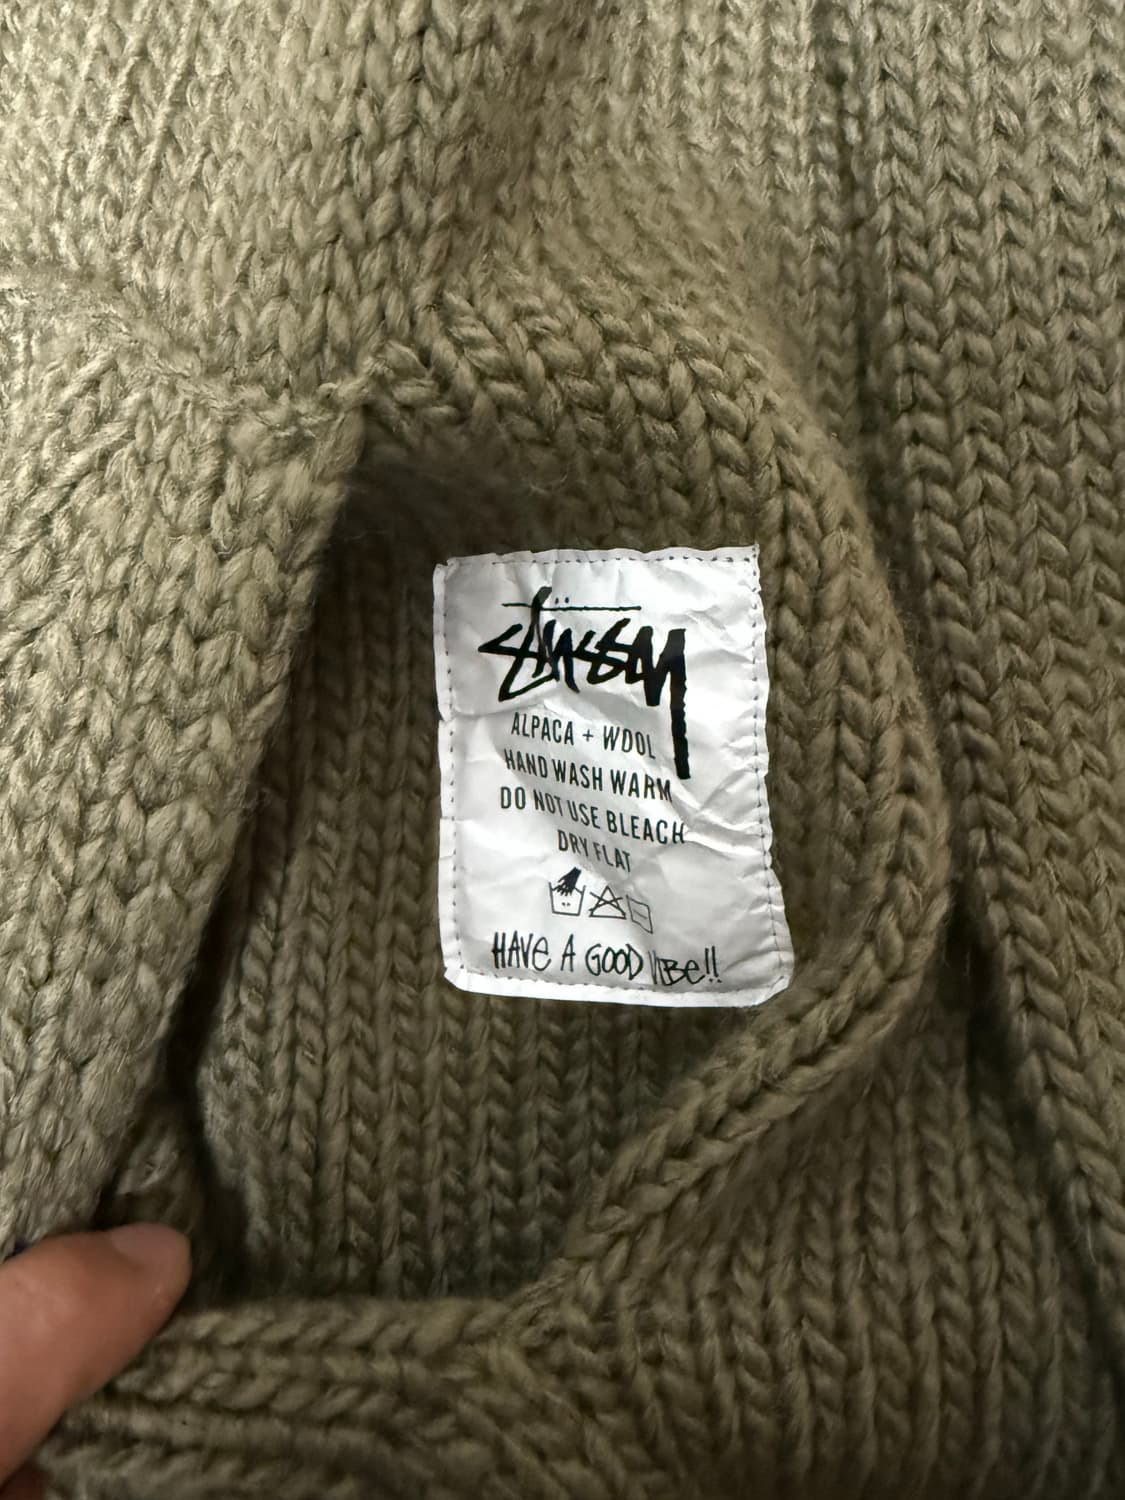 Stüssy
ALPACA + WOOL
HAND WASH WARM
DO NOT USE BLEACH
DRY FLAT
HAVE A GOOD VIBE!!